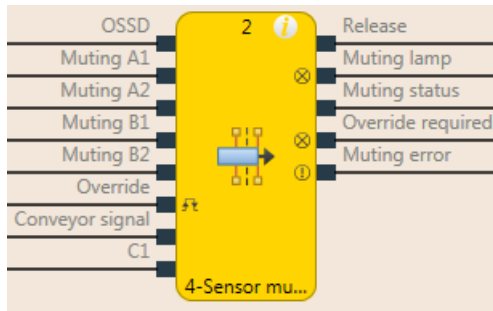 OSSD
Muting A1
Muting A2
Muting B1
Muting B2
Override
Conveyor signal
C1
2
i
4-Sensor mu...
Release
Muting lamp
Muting status
Override required
Muting error